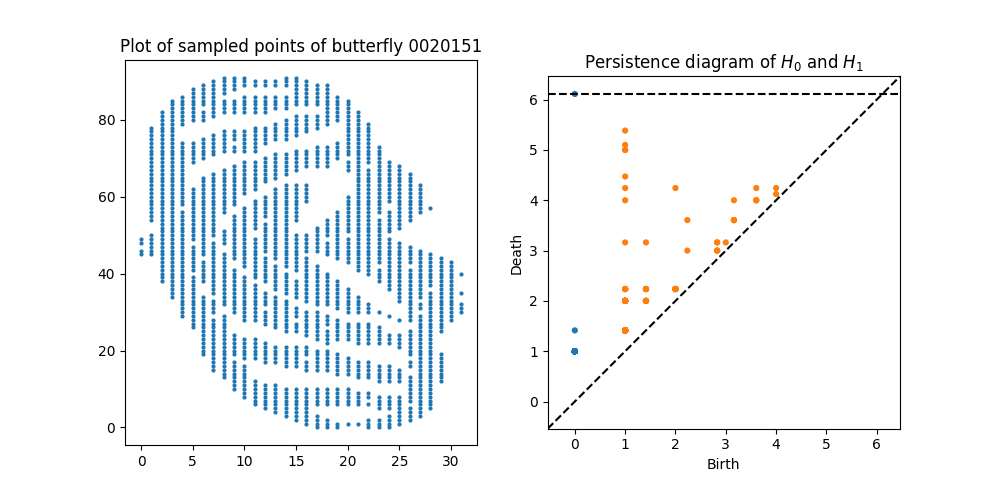 Plot of sampled points of butterfly 0020151
80
60
40
20
0
0 5 10 15 20 25 30
Persistence diagram of $H_0$ and $H_1$
6
5
4
3
2
1
0
Death
0 1 2 3 4 5 6
Birth